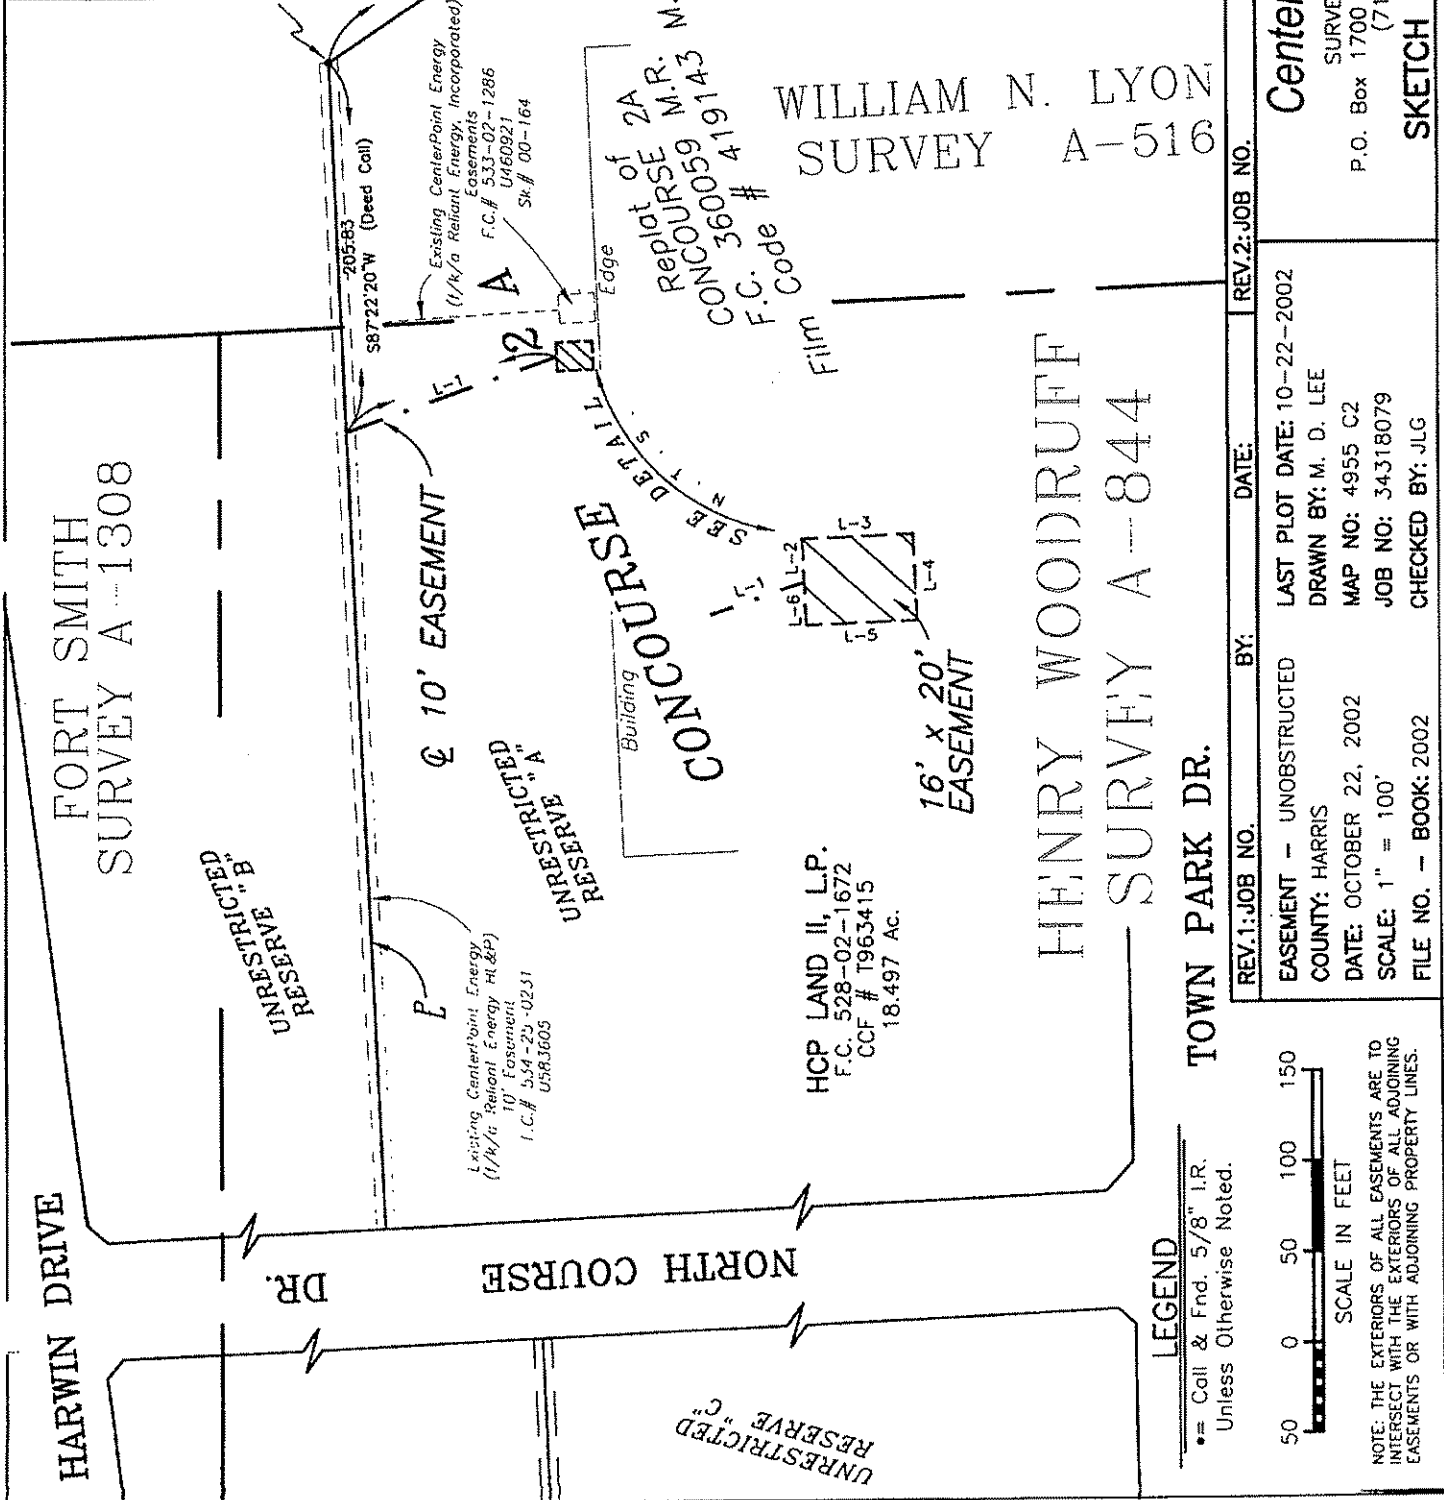 HARWIN DRIVE
FORT SMITH
SURVEY A-1308
UNRESTRICTED
RESERVE "B"
205.83
S87°22'20"W (Deed Call)
Existing CenterPoint Energy
(f/k/a Reliant Energy, Incorporated)
Easements
F.C.# 533-02-1286
U460921
Sk.# 00-164
L-1
A
2
Edge
Replat of 2A
CONCOURSE M.R.
F.C. 360059 M.R.
Film Code # 419143
WILLIAM N. LYON
SURVEY A-516
℄ 10' EASEMENT
P
Existing CenterPoint Energy
(f/k/a Reliant Energy HL&P)
10' Easement
F.C.# 534-25-0231
U583605
UNRESTRICTED
RESERVE "A"
Building
CONCOURSE
SEE DETAIL
N.T.S.
L-1
L-6
L-2
L-3
L-4
L-5
16' x 20'
EASEMENT
HCP LAND II, L.P.
F.C. 528-02-1672
CCF # T963415
18.497 Ac.
HENRY WOODRUFF
SURVEY A-844
NORTH COURSE
DR.
UNRESTRICTED
RESERVE "C"
TOWN PARK DR.
LEGEND
•= Call & Fnd. 5/8" I.R.
Unless Otherwise Noted.
50 0 50 100 150
SCALE IN FEET
NOTE: THE EXTERIORS OF ALL EASEMENTS ARE TO
INTERSECT WITH THE EXTERIORS OF ALL ADJOINING
EASEMENTS OR WITH ADJOINING PROPERTY LINES.
REV.1:JOB NO. BY: DATE: REV.2:JOB NO.
EASEMENT - UNOBSTRUCTED
COUNTY: HARRIS
DATE: OCTOBER 22, 2002
SCALE: 1" = 100'
FILE NO. - BOOK: 2002
LAST PLOT DATE: 10-22-2002
DRAWN BY: M. D. LEE
MAP NO: 4955 C2
JOB NO: 34318079
CHECKED BY: JLG
Center
SURVE
P.O. Box 1700
(71
SKETCH